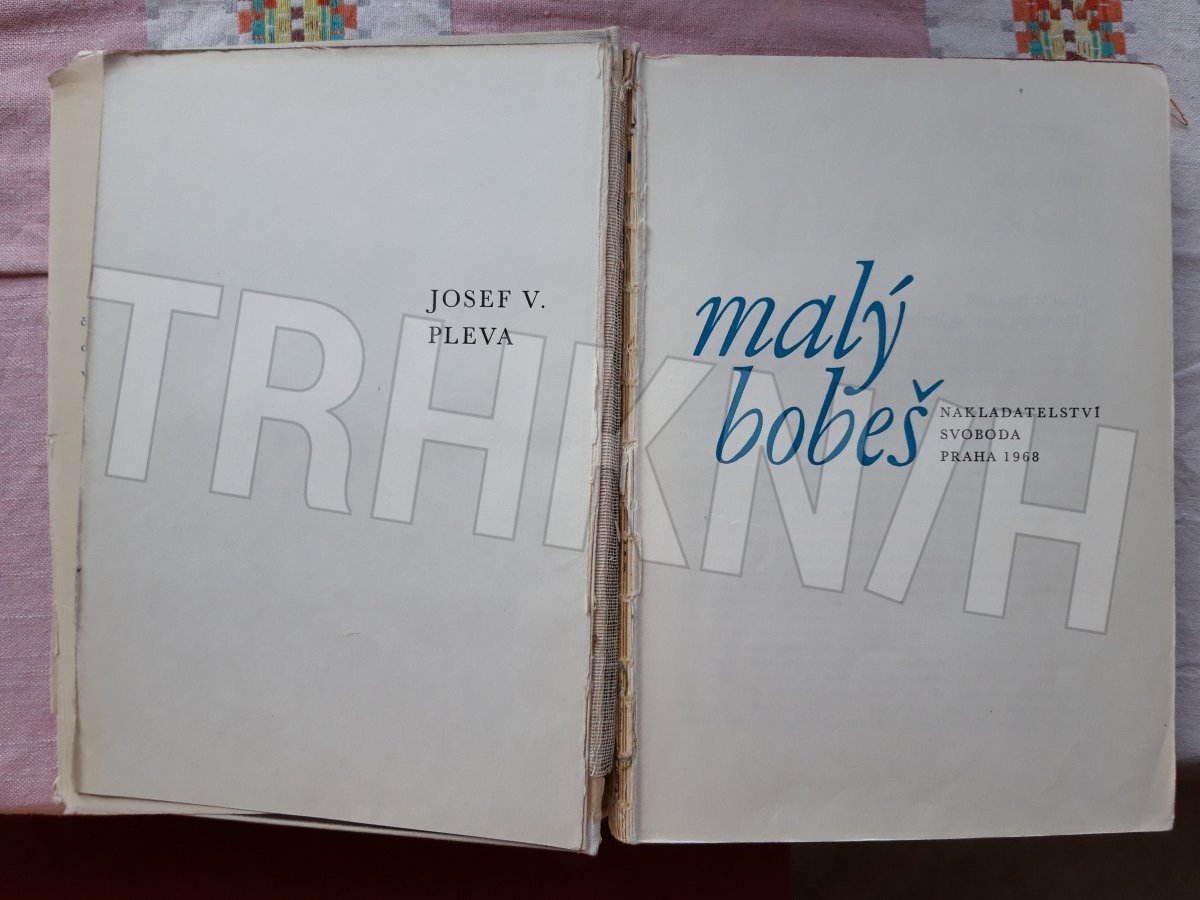 JOSEF V.
PLEVA
malý
bobeš
NAKLADATELSTVÍ
SVOBODA
PRAHA 1968
TRHKNIH